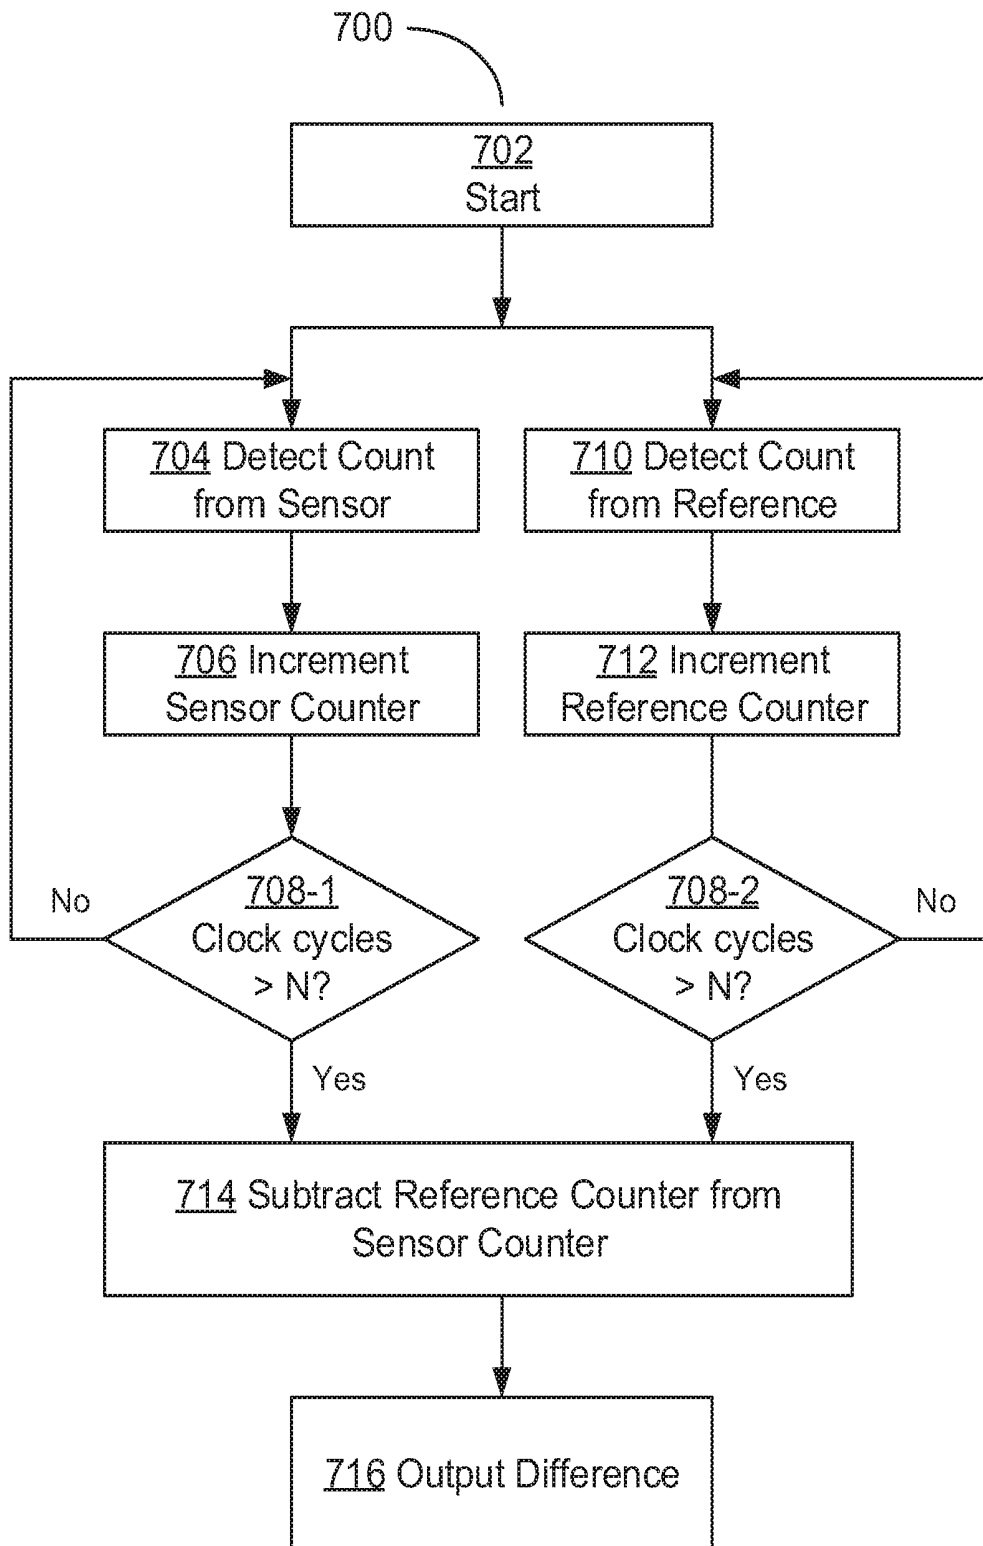 700
702
Start
704 Detect Count
from Sensor
710 Detect Count
from Reference
706 Increment
Sensor Counter
712 Increment
Reference Counter
No
708-1
Clock cycles
> N?
708-2
Clock cycles
> N?
No
Yes
Yes
714 Subtract Reference Counter from
Sensor Counter
716 Output Difference